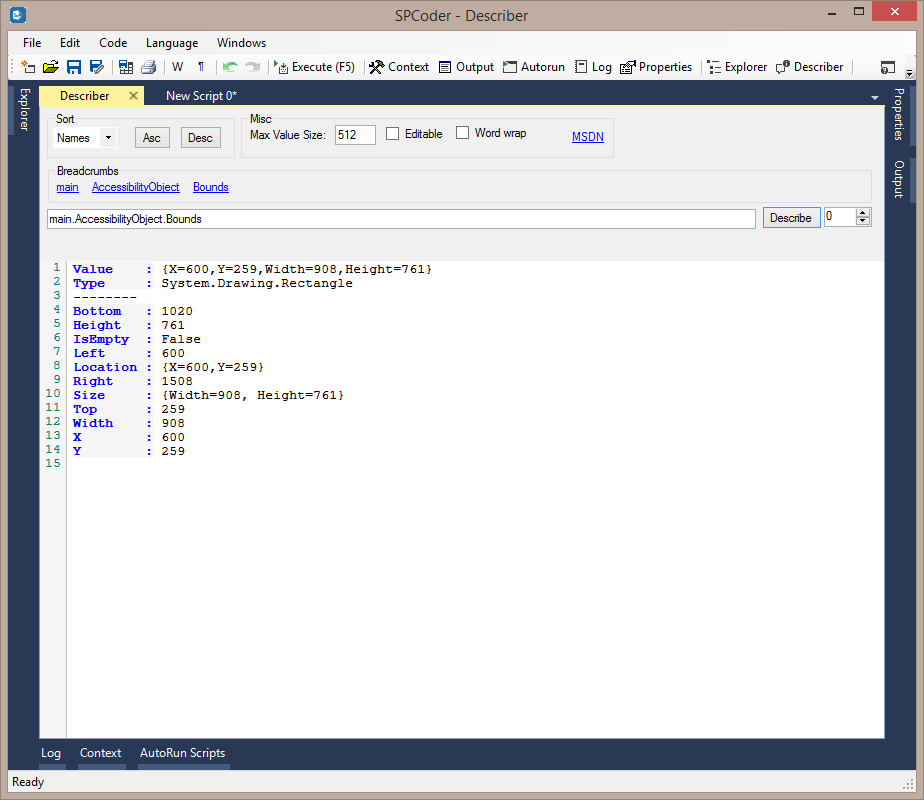 SPCoder - Describer
File Edit Code Language Windows
W ¶ Execute (F5) Context Output Autorun Log Properties Explorer Describer
Explorer
Describer New Script 0*
Properties
Output
Sort
Names Asc Desc
Misc
Max Value Size: 512 Editable Word wrap MSDN
Breadcrumbs
main AccessibilityObject Bounds
main.AccessibilityObject.Bounds Describe 0
1 Value : {X=600,Y=259,Width=908,Height=761}
2 Type : System.Drawing.Rectangle
3 --------
4 Bottom : 1020
5 Height : 761
6 IsEmpty : False
7 Left : 600
8 Location : {X=600,Y=259}
9 Right : 1508
10 Size : {Width=908, Height=761}
11 Top : 259
12 Width : 908
13 X : 600
14 Y : 259
15
Log Context AutoRun Scripts
Ready